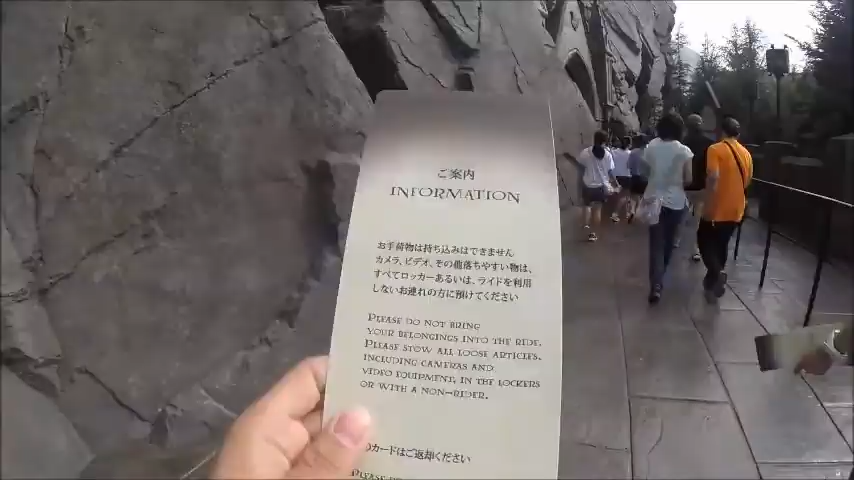 ご案内
INFORMATION
お手荷物は持ち込みはできません
カメラ、ビデオ、その他落ちやすい物は、
すべてロッカーあるいは、ライドを利用
しないお連れの方に預けてください
PLEASE DO NOT BRING
YOUR BELONGINGS INTO THE RIDE.
PLEASE STOW ALL LOOSE ARTICLES,
INCLUDING CAMERAS AND
VIDEO EQUIPMENT, IN THE LOCKERS
OR WITH A NON-RIDER.
カードはご返却ください
PLEASE